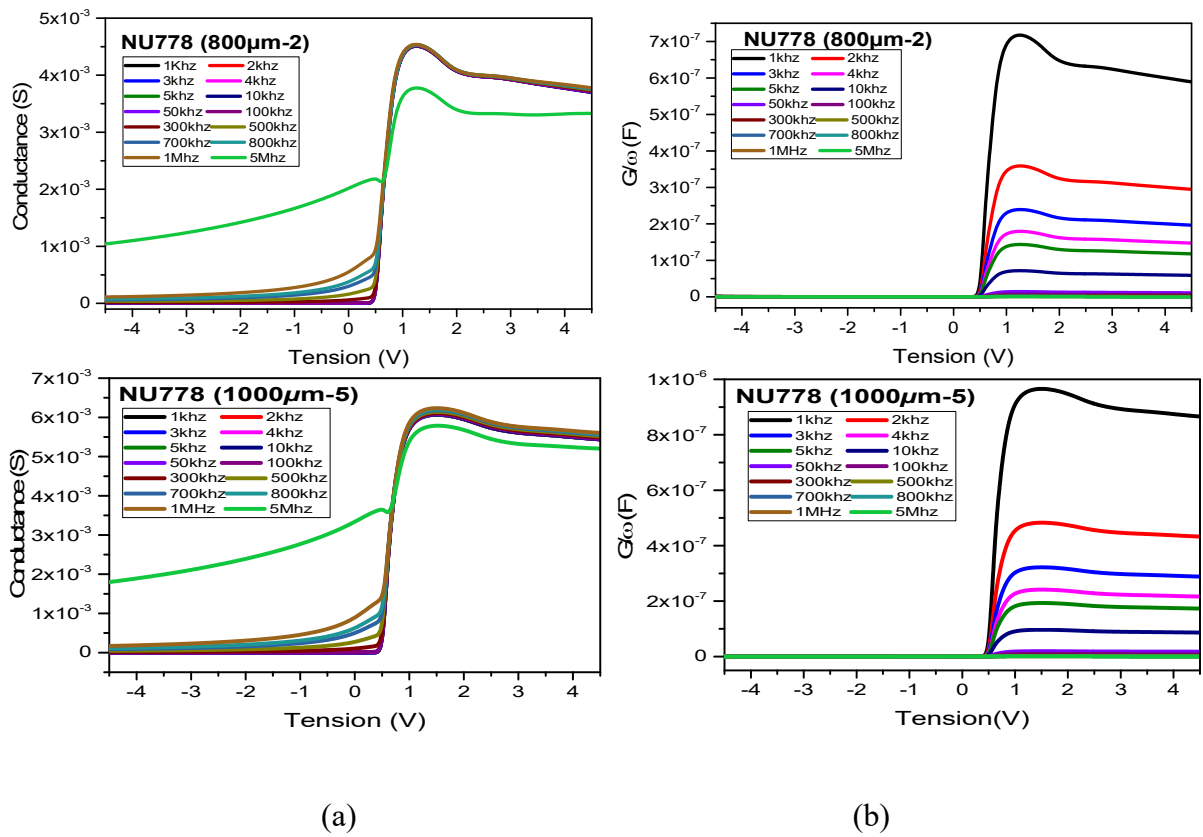 NU778 (800µm-2)
1Khz 2khz
3khz 4khz
5khz 10khz
50khz 100khz
300khz 500khz
700khz 800khz
1Mhz 5Mhz
Conductance (S)
5x10⁻³
4x10⁻³
3x10⁻³
2x10⁻³
1x10⁻³
0
-4 -3 -2 -1 0 1 2 3 4
Tension (V)
NU778 (800µm-2)
1khz 2khz
3khz 4khz
5khz 10khz
50khz 100khz
300khz 500khz
700khz 800khz
1MHz 5Mhz
G/ω (F)
7x10⁻⁷
6x10⁻⁷
5x10⁻⁷
4x10⁻⁷
3x10⁻⁷
2x10⁻⁷
1x10⁻⁷
0
-4 -3 -2 -1 0 1 2 3 4
Tension (V)
NU778 (1000µm-5)
1khz 2khz
3khz 4khz
5khz 10khz
50khz 100khz
300khz 500khz
700khz 800khz
1MHz 5Mhz
Conductance (S)
7x10⁻³
6x10⁻³
5x10⁻³
4x10⁻³
3x10⁻³
2x10⁻³
1x10⁻³
0
-4 -3 -2 -1 0 1 2 3 4
Tension (V)
NU778 (1000µm-5)
1khz 2khz
3khz 4khz
5khz 10khz
50khz 100khz
300khz 500khz
700khz 800khz
1MHz 5Mhz
G/ω (F)
1x10⁻⁶
8x10⁻⁷
6x10⁻⁷
4x10⁻⁷
2x10⁻⁷
0
-4 -3 -2 -1 0 1 2 3 4
Tension(V)
(a) (b)